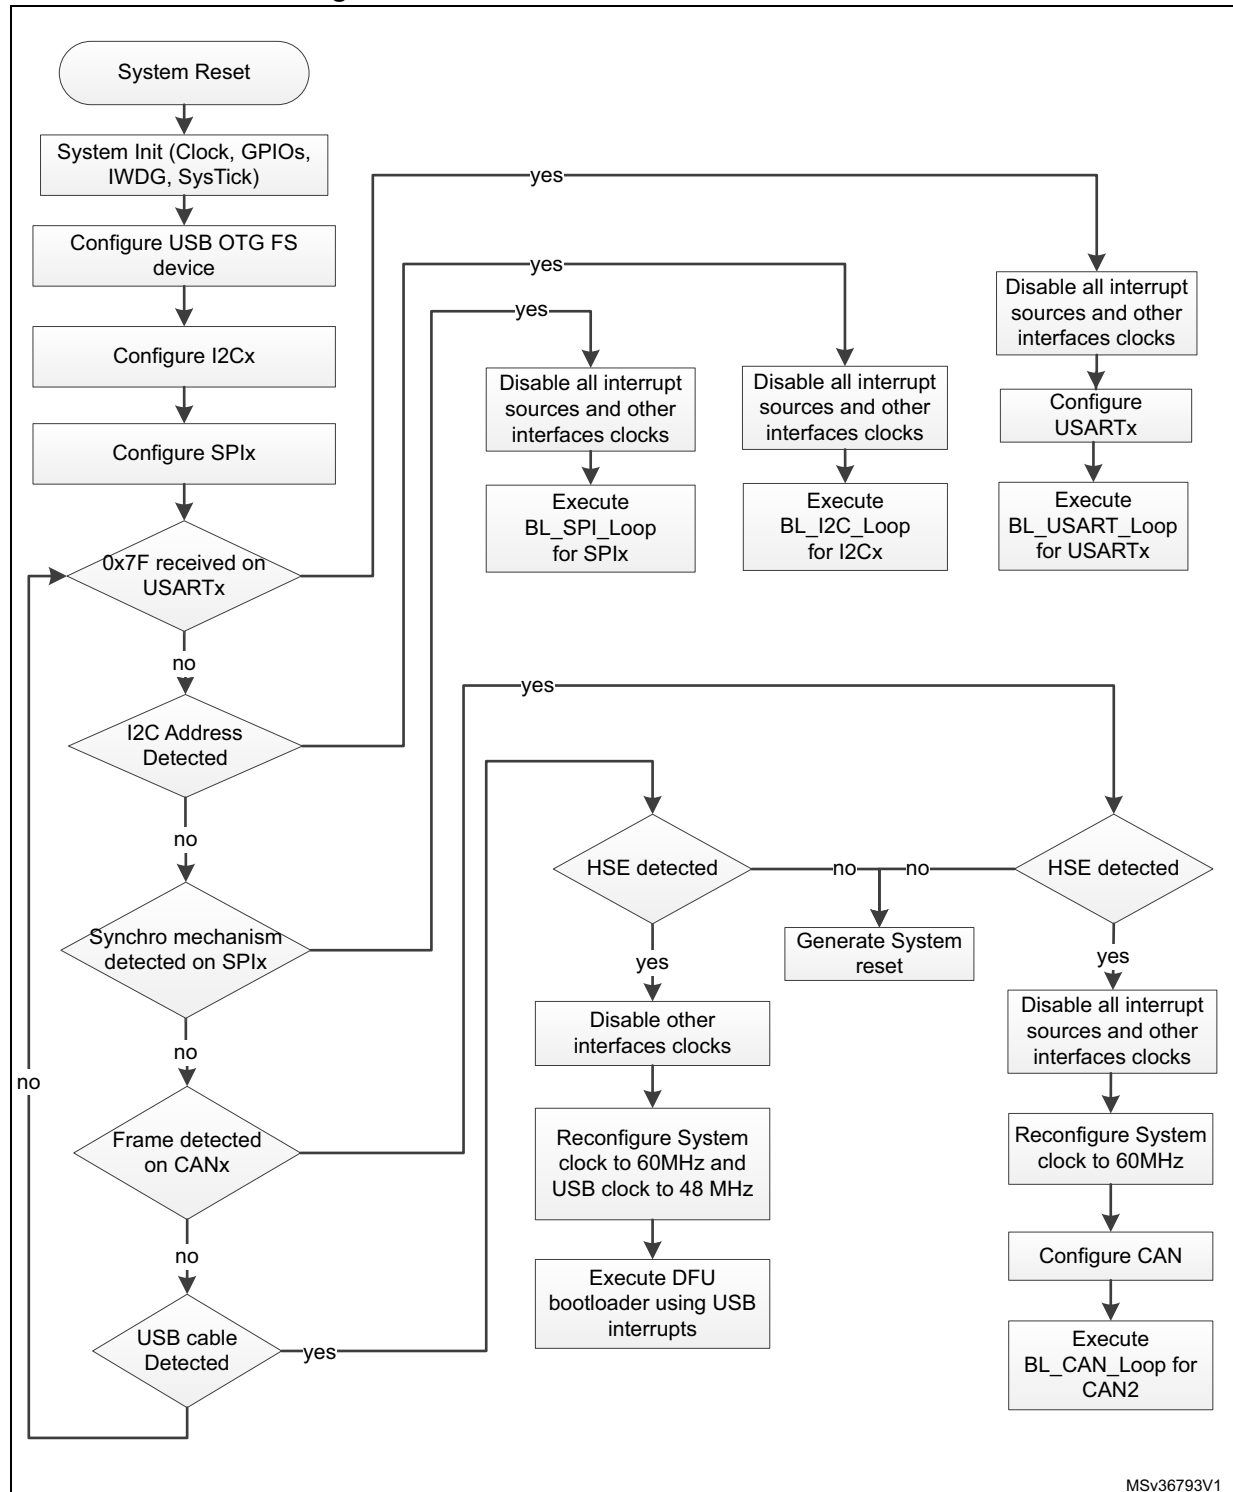 System Reset
System Init (Clock, GPIOs,
IWDG, SysTick)
Configure USB OTG FS
device
Configure I2Cx
Configure SPIx
0x7F received on
USARTx
yes
yes
yes
Disable all interrupt
sources and other
interfaces clocks
Execute
BL_SPI_Loop
for SPIx
Disable all interrupt
sources and other
interfaces clocks
Execute
BL_I2C_Loop
for I2Cx
Disable all interrupt
sources and other
interfaces clocks
Configure
USARTx
Execute
BL_USART_Loop
for USARTx
no
I2C Address
Detected
no
Synchro mechanism
detected on SPIx
no
no
Frame detected
on CANx
no
USB cable
Detected
yes
yes
HSE detected
no
no
HSE detected
Generate System
reset
yes
Disable other
interfaces clocks
Reconfigure System
clock to 60MHz and
USB clock to 48 MHz
Execute DFU
bootloader using USB
interrupts
yes
Disable all interrupt
sources and other
interfaces clocks
Reconfigure System
clock to 60MHz
Configure CAN
Execute
BL_CAN_Loop for
CAN2
MSv36793V1